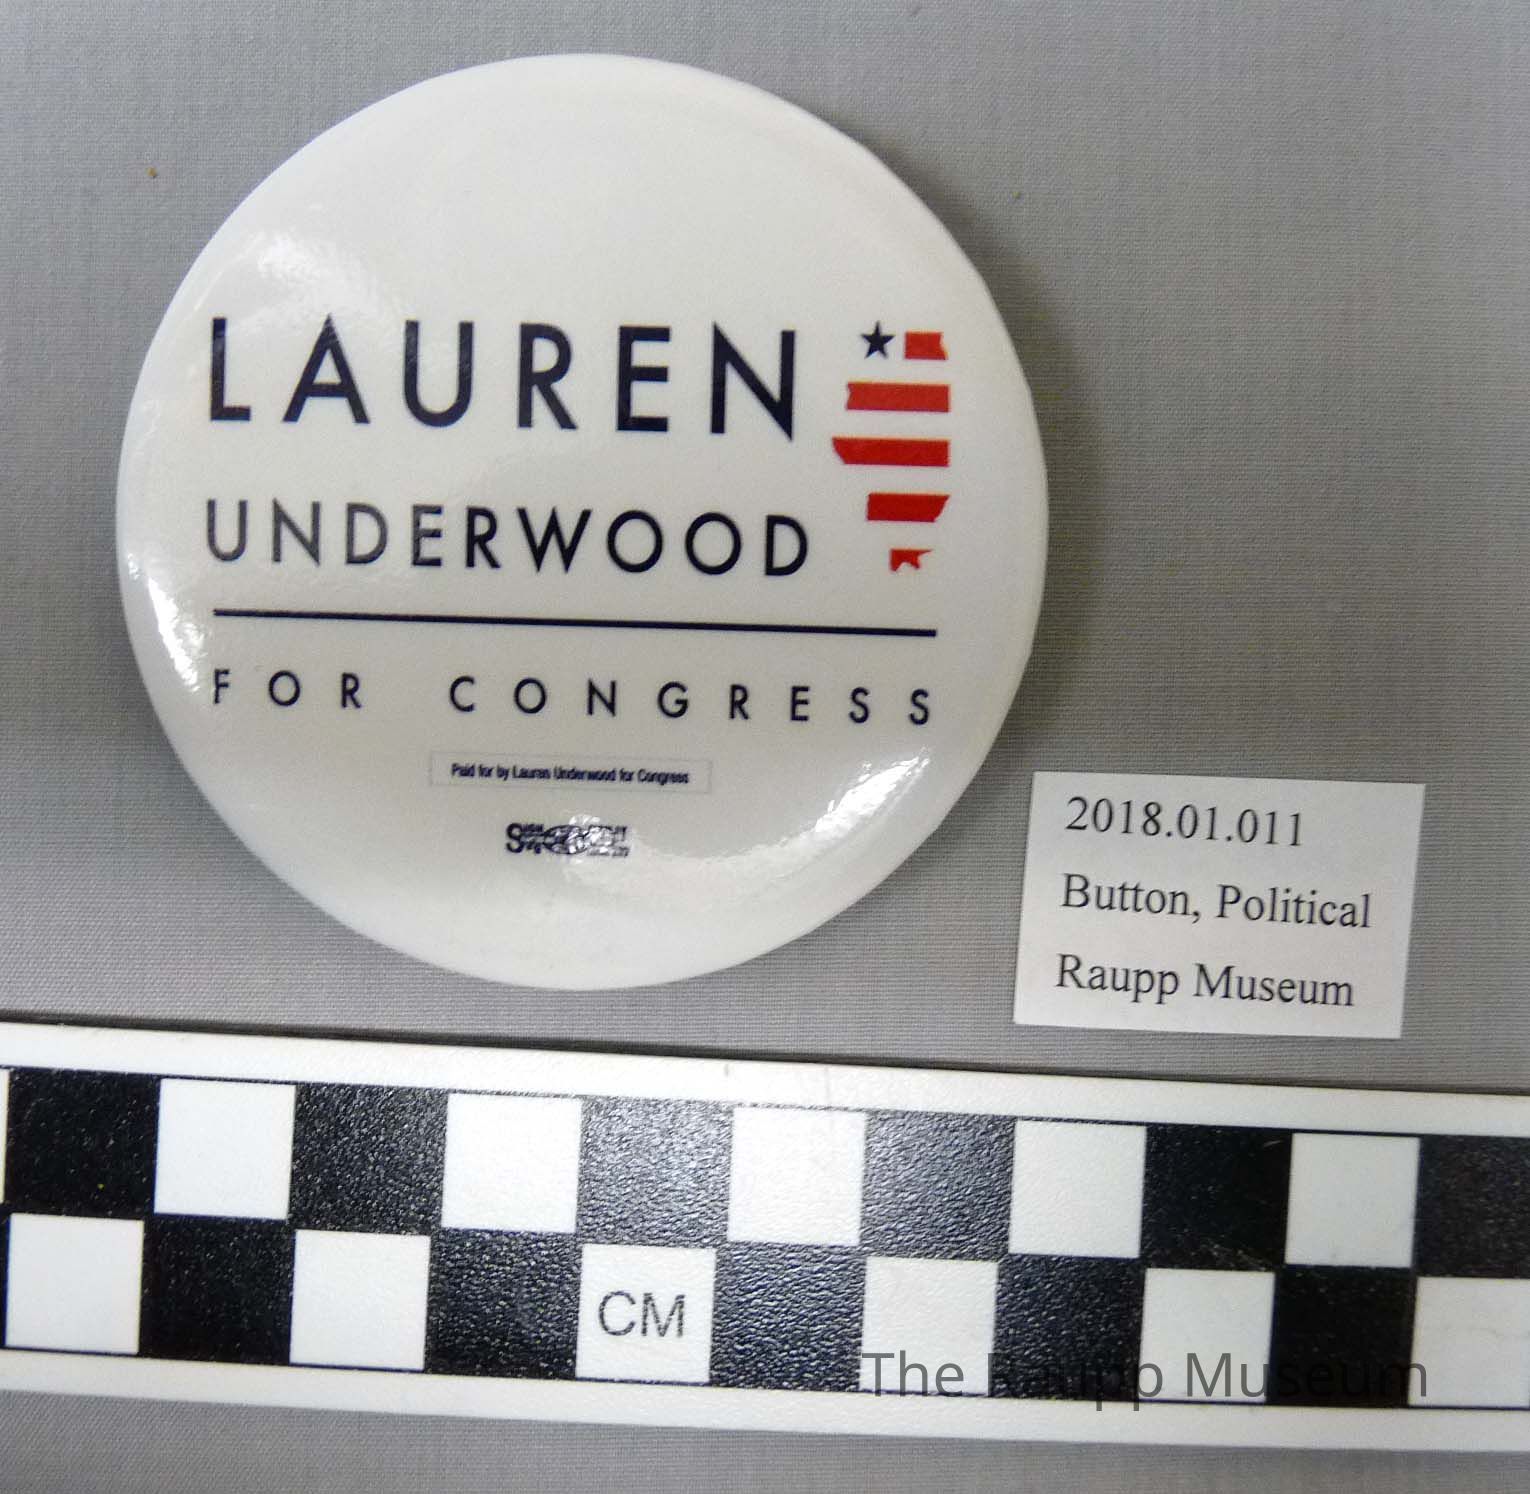 LAUREN
UNDERWOOD
FOR CONGRESS
Paid for by Lauren Underwood for Congress
2018.01.011
Button, Political
Raupp Museum
CM
The Raupp Museum